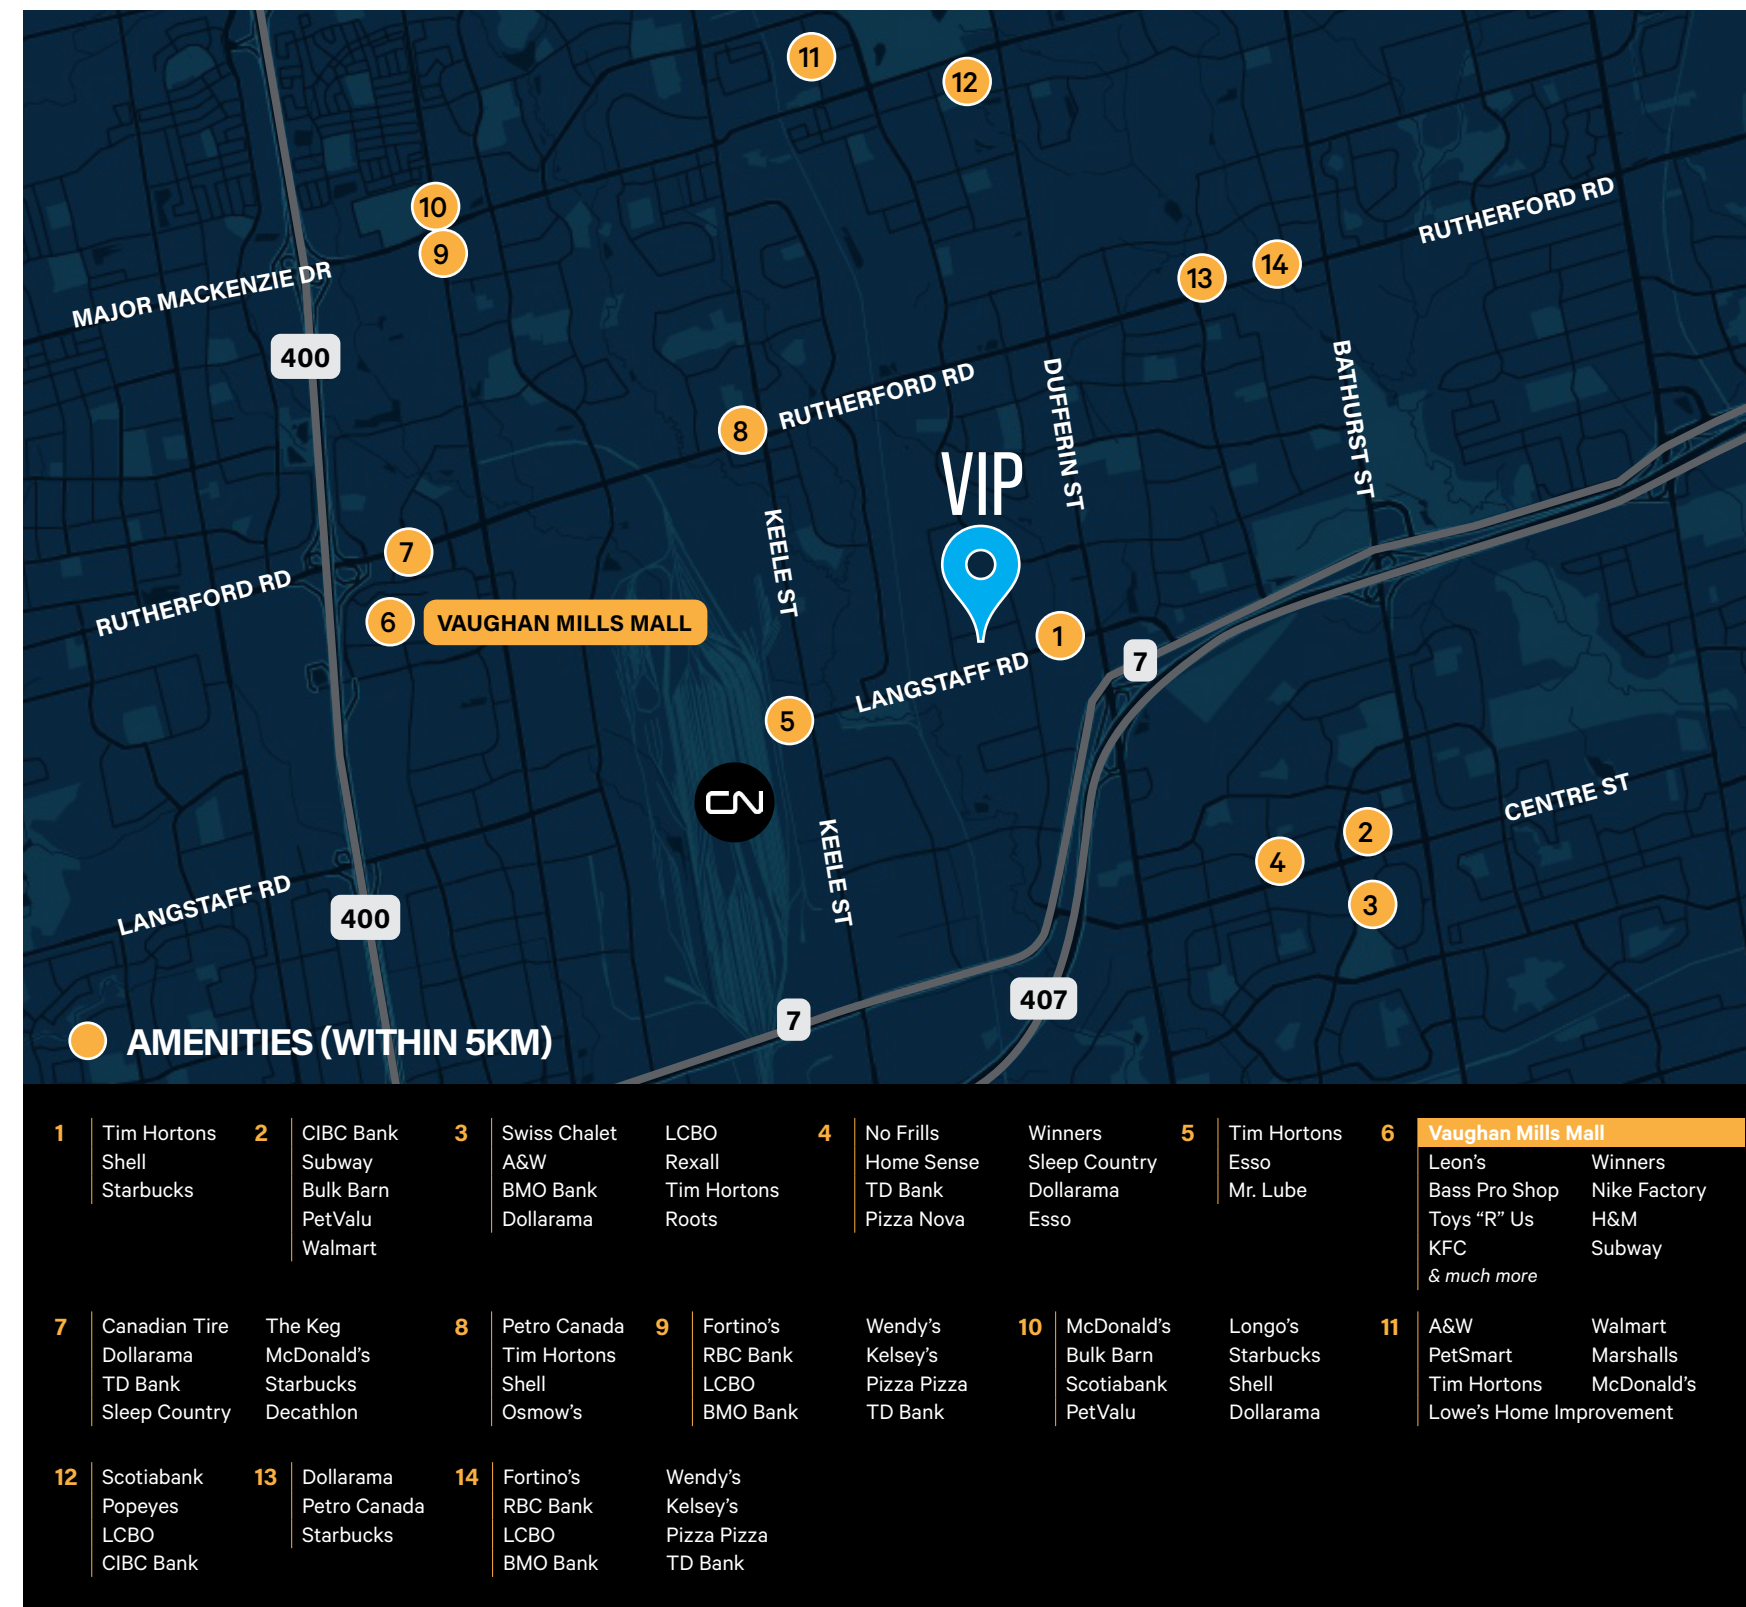 11
12
10
9
RUTHERFORD RD
13
14
MAJOR MACKENZIE DR
400
RUTHERFORD RD
DUFFERIN ST
BATHURST ST
8
VIP
KEELE ST
7
RUTHERFORD RD
6
VAUGHAN MILLS MALL
1
7
LANGSTAFF RD
5
CN
KEELE ST
CENTRE ST
2
4
3
LANGSTAFF RD
400
407
7
AMENITIES (WITHIN 5KM)
1
Tim Hortons
Shell
Starbucks
2
CIBC Bank
Subway
Bulk Barn
PetValu
Walmart
3
Swiss Chalet
A&W
BMO Bank
Dollarama
LCBO
Rexall
Tim Hortons
Roots
4
No Frills
Home Sense
TD Bank
Pizza Nova
Winners
Sleep Country
Dollarama
Esso
5
Tim Hortons
Esso
Mr. Lube
6
Vaughan Mills Mall
Leon's
Bass Pro Shop
Toys “R” Us
KFC
& much more
Winners
Nike Factory
H&M
Subway
7
Canadian Tire
Dollarama
TD Bank
Sleep Country
The Keg
McDonald's
Starbucks
Decathlon
8
Petro Canada
Tim Hortons
Shell
Osmow's
9
Fortino's
RBC Bank
LCBO
BMO Bank
Wendy's
Kelsey's
Pizza Pizza
TD Bank
10
McDonald's
Bulk Barn
Scotiabank
PetValu
Longo's
Starbucks
Shell
Dollarama
11
A&W
PetSmart
Tim Hortons
Lowe's Home Improvement
Walmart
Marshalls
McDonald's
12
Scotiabank
Popeyes
LCBO
CIBC Bank
13
Dollarama
Petro Canada
Starbucks
14
Fortino's
RBC Bank
LCBO
BMO Bank
Wendy's
Kelsey's
Pizza Pizza
TD Bank